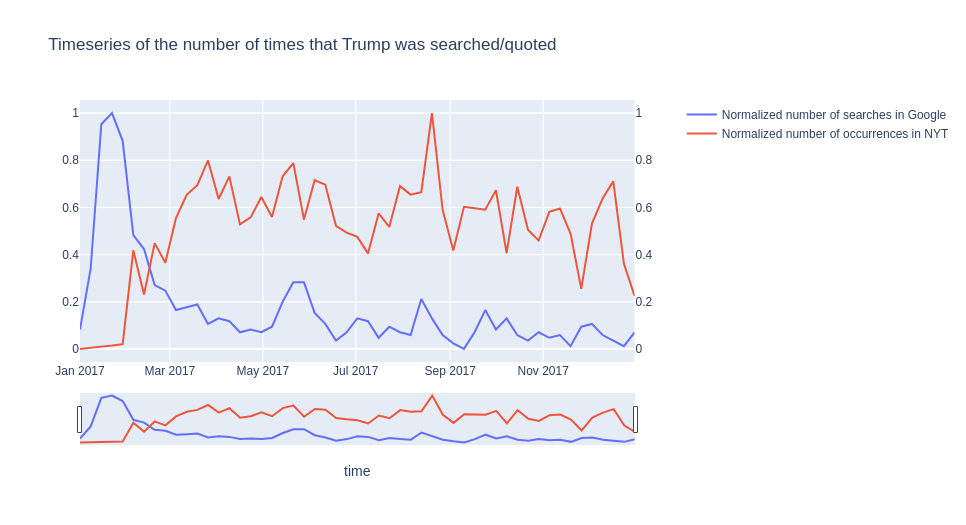 Timeseries of the number of times that Trump was searched/quoted
Normalized number of searches in Google
Normalized number of occurrences in NYT
1
1
0.8
0.8
0.6
0.6
0.4
0.4
0.2
0.2
0
0
Jan 2017
Mar 2017
May 2017
Jul 2017
Sep 2017
Nov 2017
time